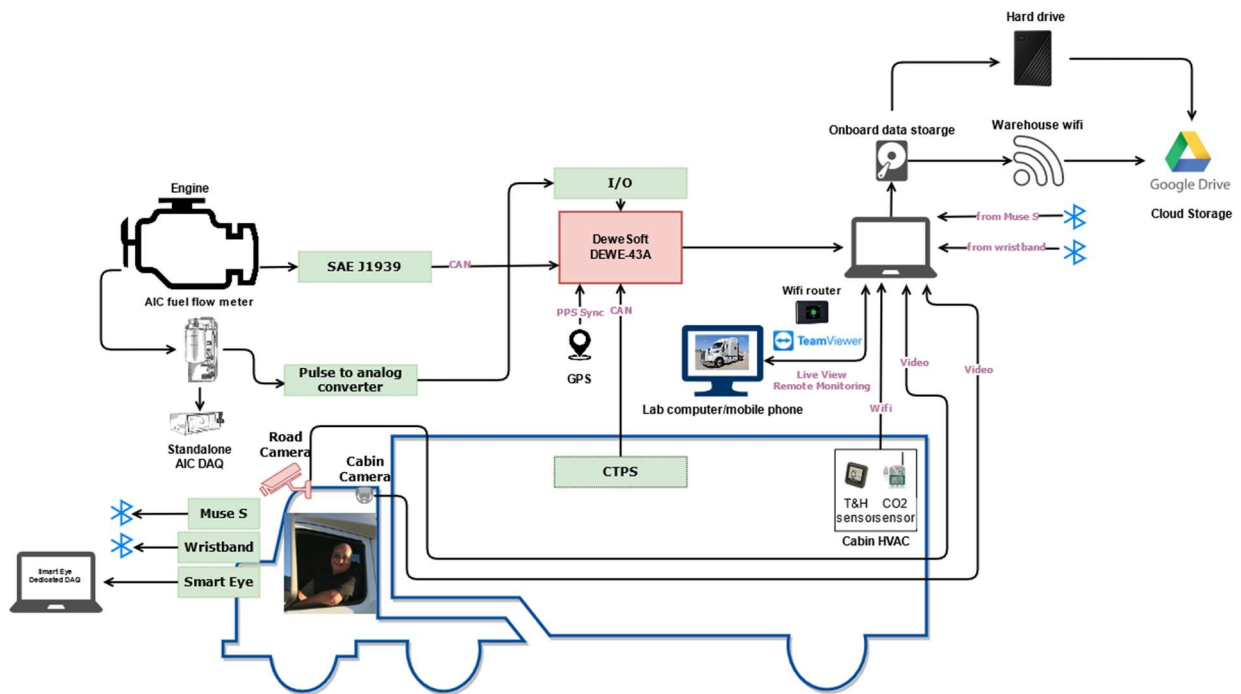 Hard drive
Onboard data stoarge
Warehouse wifi
Google Drive
Cloud Storage
Engine
I/O
DeweSoft
DEWE-43A
from Muse S
from wristband
SAE J1939
CAN
AIC fuel flow meter
PPS Sync
CAN
GPS
Wifi router
TeamViewer
Live View
Remote Monitoring
Lab computer/mobile phone
Video
Video
Wifi
Pulse to analog
converter
Standalone
AIC DAQ
Road
Camera
Cabin
Camera
CTPS
T&H
sensor
CO2
sensor
Cabin HVAC
Muse S
Wristband
Smart Eye
Smart Eye
Dedicated DAQ